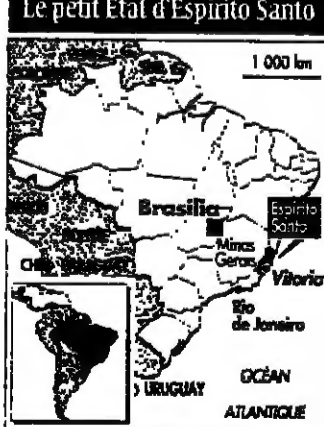 Le petit Etat d'Espirito Santo
1 000 km
Brasilia
Espirito
Santo
Minas
Gerais
Vitoria
Rio
de Janeiro
URUGUAY
OCÉAN
ATLANTIQUE